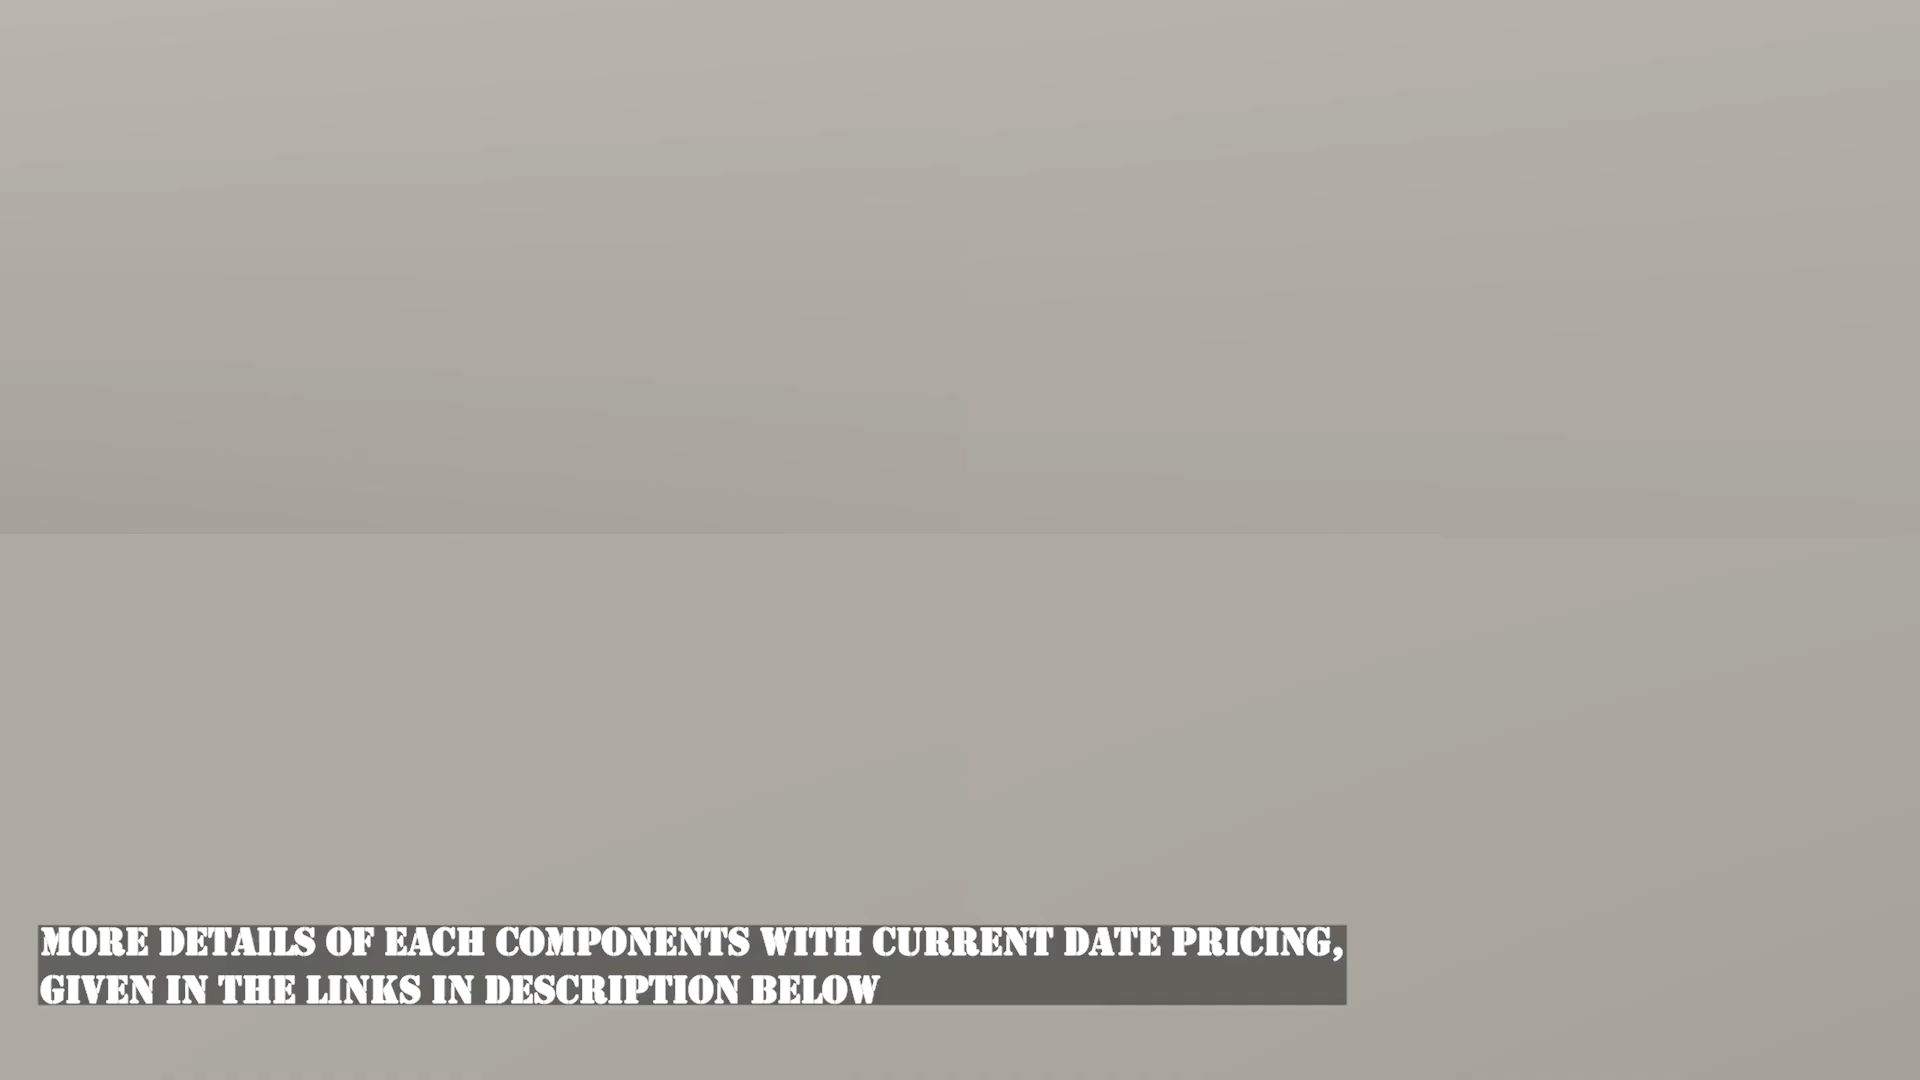 MORE DETAILS OF EACH COMPONENTS WITH CURRENT DATE PRICING,
GIVEN IN THE LINKS IN DESCRIPTION BELOW